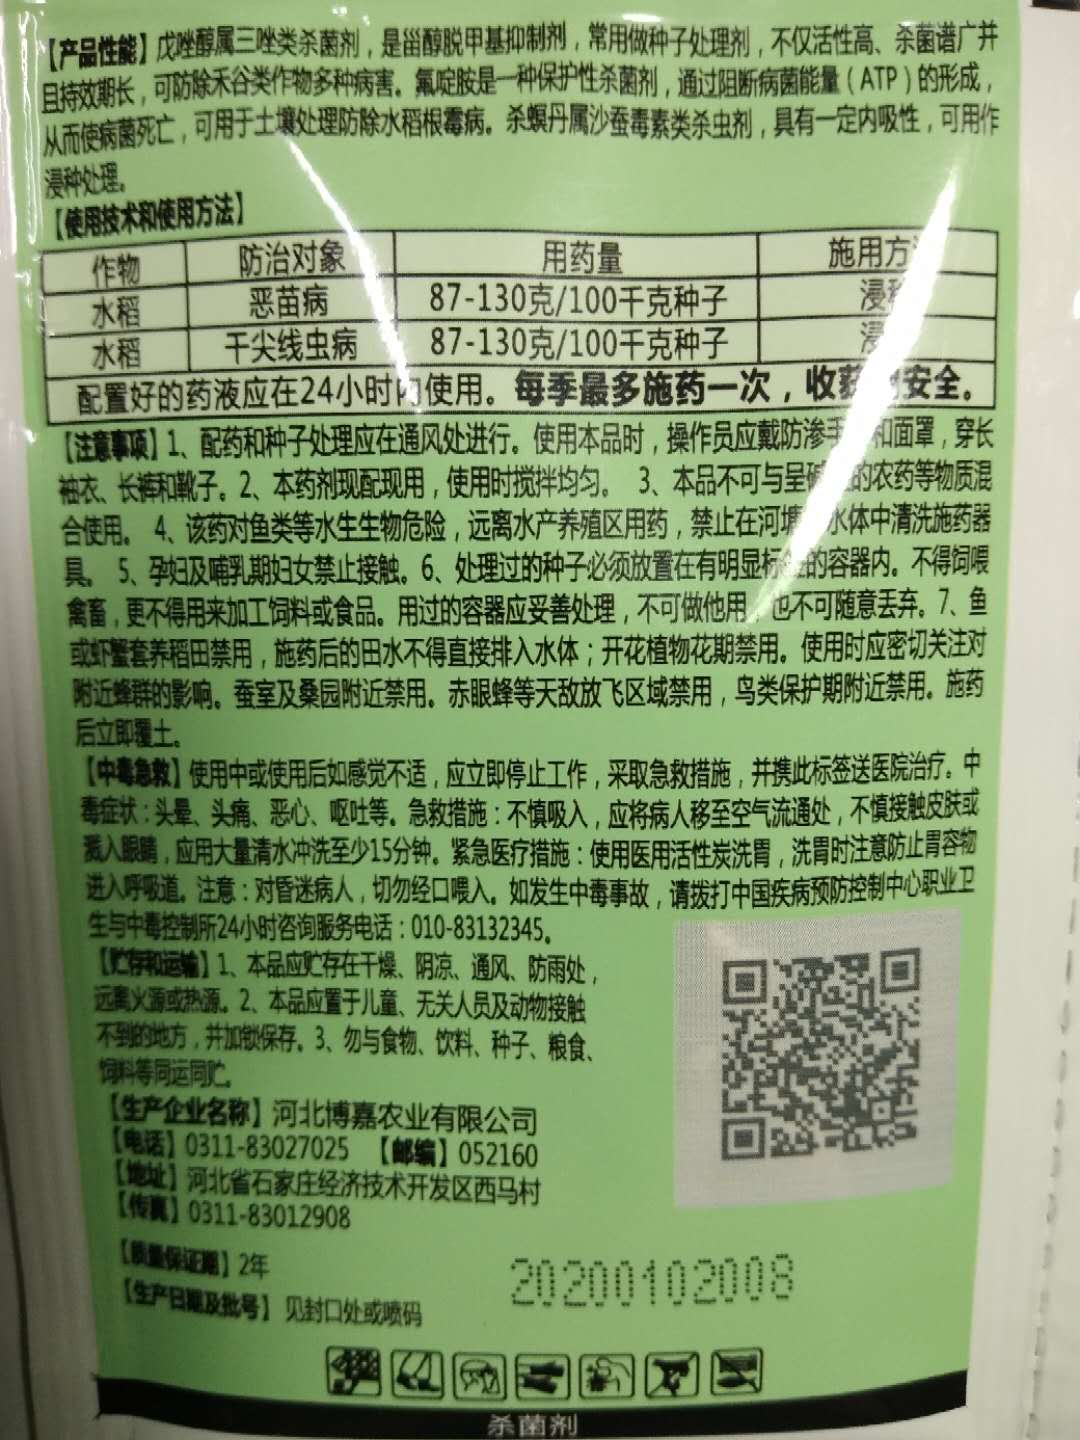 【产品性能】戊唑醇属三唑类杀菌剂，是甾醇脱甲基抑制剂，常用做种子处理剂，不仅活性高、杀菌谱广并
且持效期长，可防除禾谷类作物多种病害。氟啶胺是一种保护性杀菌剂，通过阻断病菌能量（ATP）的形成，
从而使病菌死亡，可用于土壤处理防除水稻根霉病。杀螟丹属沙蚕毒素类杀虫剂，具有一定内吸性，可用作
浸种处理。
【使用技术和使用方法】
作物 防治对象 用药量 施用方
水稻 恶苗病 87-130克/100千克种子 浸
水稻 干尖线虫病 87-130克/100千克种子 浸
配置好的药液应在24小时内使用。每季最多施药一次，收获 安全。
【注意事项】1、配药和种子处理应在通风处进行。使用本品时，操作员应戴防渗手 和面罩，穿长
袖衣、长裤和靴子。2、本药剂现配现用，使用时搅拌均匀。 3、本品不可与呈碱 的农药等物质混
合使用。 4、该药对鱼类等水生生物危险，远离水产养殖区用药，禁止在河塘 水体中清洗施药器
具。 5、孕妇及哺乳期妇女禁止接触。6、处理过的种子必须放置在有明显标 的容器内。不得饲喂
禽畜，更不得用来加工饲料或食品。用过的容器应妥善处理，不可做他用 也不可随意丢弃。7、鱼
或虾蟹套养稻田禁用，施药后的田水不得直接排入水体；开花植物花期禁用。使用时应密切关注对
附近蜂群的影响。蚕室及桑园附近禁用。赤眼蜂等天敌放飞区域禁用，鸟类保护期附近禁用。施药
后立即覆土。
【中毒急救】使用中或使用后如感觉不适，应立即停止工作，采取急救措施，并携此标签送医院治疗。中
毒症状：头晕、头痛、恶心、呕吐等。急救措施：不慎吸入，应将病人移至空气流通处，不慎接触皮肤或
溅入眼睛，应用大量清水冲洗至少15分钟。紧急医疗措施：使用医用活性炭洗胃，洗胃时注意防止胃容物
进入呼吸道。注意：对昏迷病人，切勿经口喂入。如发生中毒事故，请拨打中国疾病预防控制中心职业卫
生与中毒控制所24小时咨询服务电话：010-83132345。
【贮存和运输】1、本品应贮存在干燥、阴凉、通风、防雨处，
远离火源或热源。2、本品应置于儿童、无关人员及动物接触
不到的地方，并加锁保存。3、勿与食物、饮料、种子、粮食、
饲料等同运同贮。
【生产企业名称】河北博嘉农业有限公司
【电话】0311-83027025 【邮编】052160
【地址】河北省石家庄经济技术开发区西马村
【传真】0311-83012908
【质量保证期】2年
【生产日期及批号】见封口处或喷码
20200102008
杀菌剂